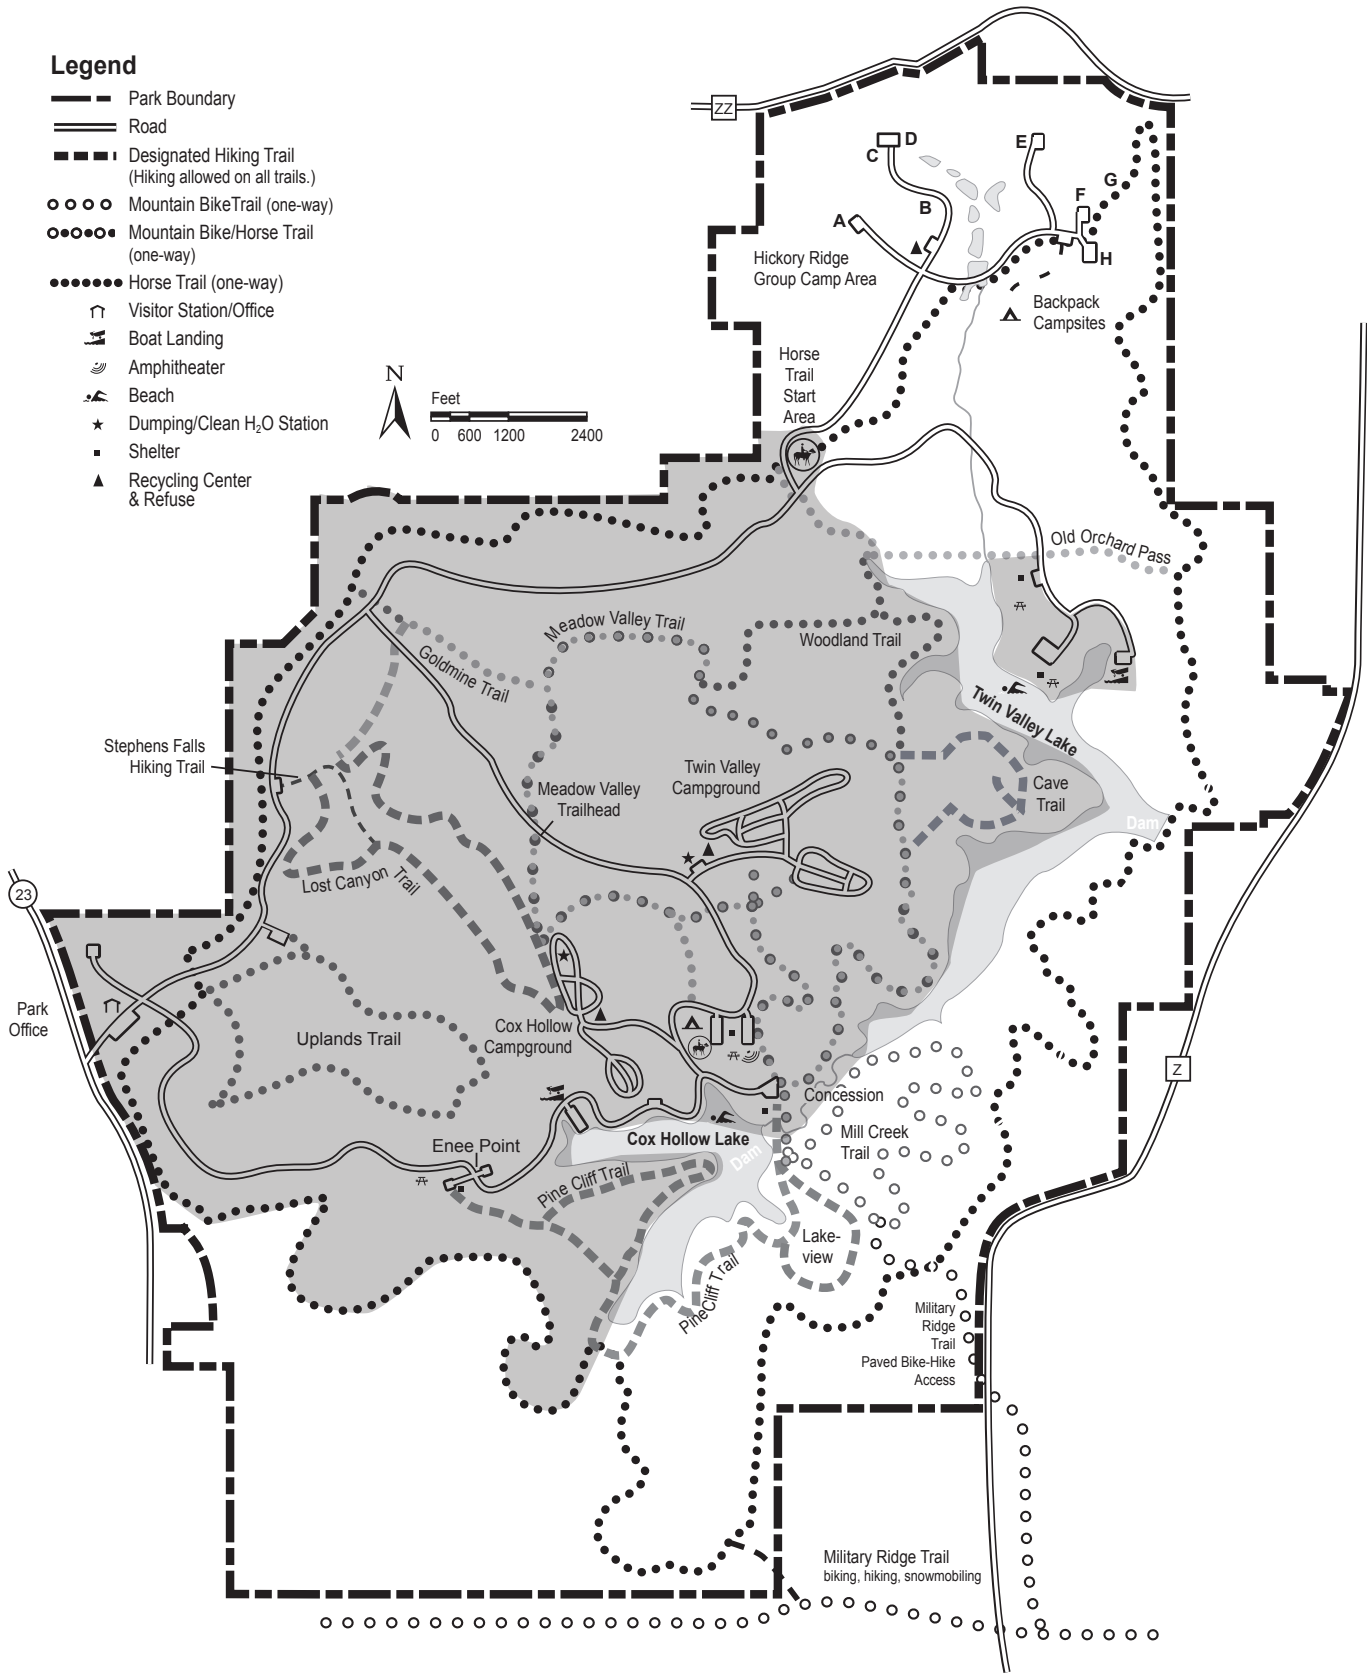 Legend
Park Boundary
Road
Designated Hiking Trail
(Hiking allowed on all trails.)
Mountain BikeTrail (one-way)
Mountain Bike/Horse Trail
(one-way)
Horse Trail (one-way)
Visitor Station/Office
Boat Landing
Amphitheater
Beach
Dumping/Clean H₂O Station
Shelter
Recycling Center
& Refuse
N
Feet
0 600 1200 2400
ZZ
D
C
E
B
A
G
F
H
Hickory Ridge
Group Camp Area
Backpack
Campsites
Horse
Trail
Start
Area
Old Orchard Pass
Meadow Valley Trail
Woodland Trail
Goldmine Trail
Twin Valley Lake
Stephens Falls
Hiking Trail
Meadow Valley
Trailhead
Twin Valley
Campground
Cave
Trail
Dam
Lost Canyon Trail
23
Park
Office
Uplands Trail
Cox Hollow
Campground
Z
Concession
Enee Point
Cox Hollow Lake
Dam
Mill Creek
Trail
Pine Cliff Trail
Lake-
view
Pine Cliff Trail
Military
Ridge
Trail
Paved Bike-Hike
Access
Military Ridge Trail
biking, hiking, snowmobiling